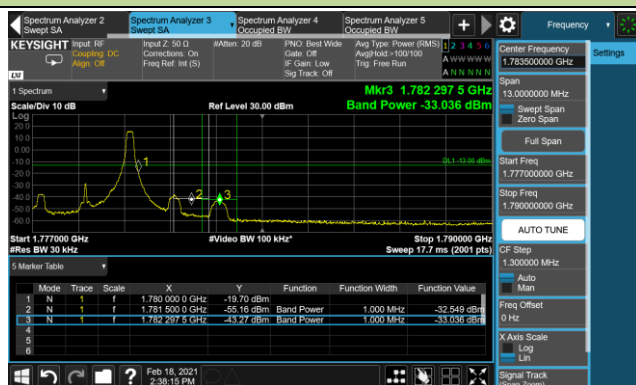 Spectrum Analyzer 2
Swept SA
Spectrum Analyzer 3
Swept SA
Spectrum Analyzer 4
Occupied BW
Spectrum Analyzer 5
Occupied BW
+
Frequency
KEYSIGHT
Input: RF
Coupling: DC
Align: Off
Input Z: 50 Ω
Corrections: On
Freq Ref: Int (S)
#Atten: 20 dB
PNO: Best Wide
Gate: Off
IF Gain: Low
Sig Track: Off
Avg Type: Power (RMS)
Avg|Hold:>100/100
Trig: Free Run
1 2 3 4 5 6
A W W W W W
A N N N N N
LXI
1 Spectrum
Scale/Div 10 dB
Ref Level 30.00 dBm
Mkr3 1.782 297 5 GHz
Band Power -33.036 dBm
Log
20.0
10.0
0.00
-10.0
-20.0
-30.0
-40.0
-50.0
-60.0
1
2
3
DL1 -13.00 dBm
Start 1.777000 GHz
#Video BW 100 kHz*
Stop 1.790000 GHz
#Res BW 30 kHz
Sweep 17.7 ms (2001 pts)
5 Marker Table
Mode Trace Scale X Y Function Function Width Function Value
1 N 1 f 1.780 000 0 GHz -19.70 dBm
2 N 1 f 1.781 500 0 GHz -55.16 dBm Band Power 1.000 MHz -32.549 dBm
3 N 1 f 1.782 297 5 GHz -43.27 dBm Band Power 1.000 MHz -33.036 dBm
4
5
6
Feb 18, 2021
2:38:15 PM
?
Settings
Center Frequency
1.783500000 GHz
Span
13.0000000 MHz
Swept Span
Zero Span
Full Span
Start Freq
1.777000000 GHz
Stop Freq
1.790000000 GHz
AUTO TUNE
CF Step
1.300000 MHz
Auto
Man
Freq Offset
0 Hz
X Axis Scale
Log
Lin
Signal Track
(Span Zoom)